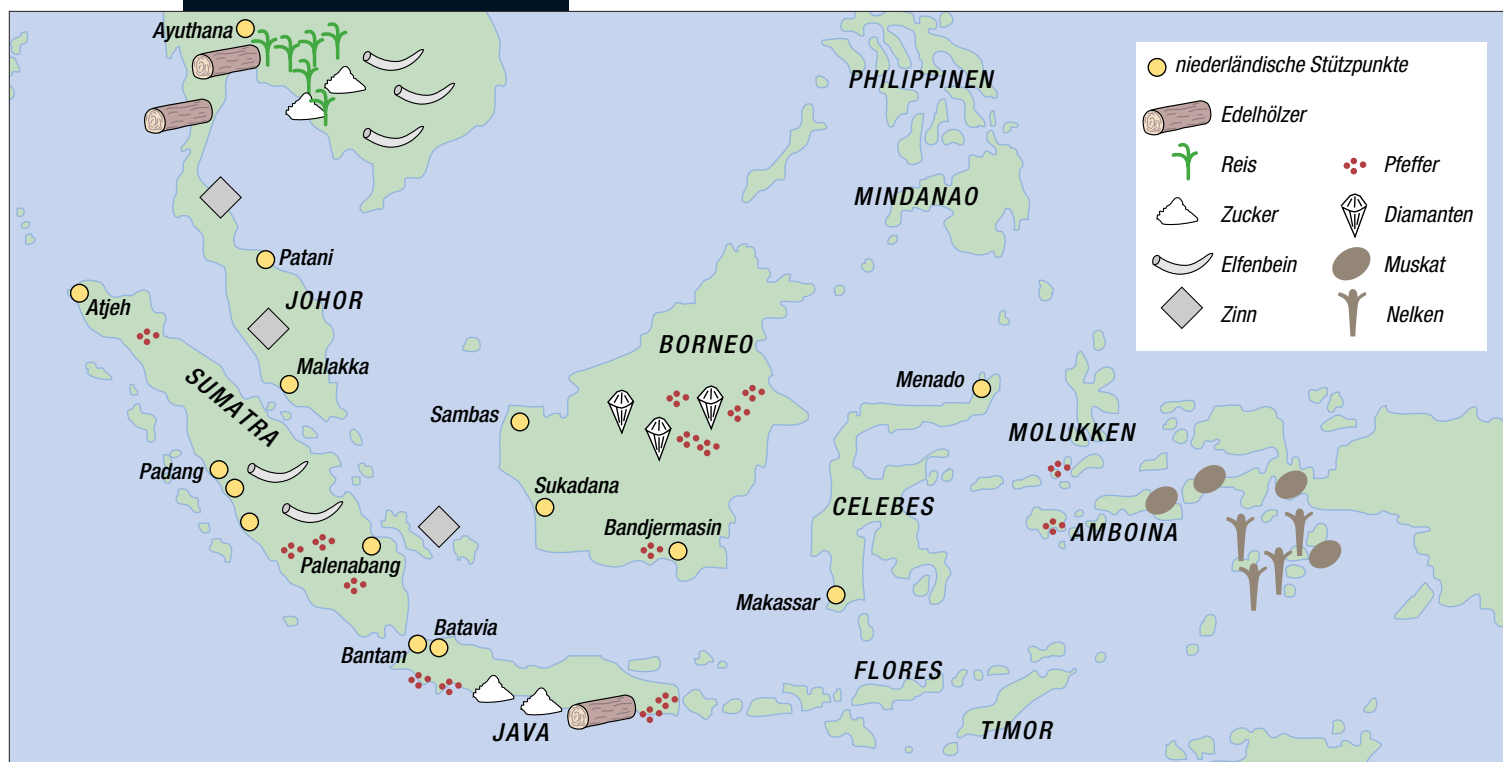 Ayuthana
PHILIPPINEN
MINDANAO
Patani
JOHOR
Atjeh
Malakka
SUMATRA
BORNEO
Sambas
Menado
MOLUKKEN
Padang
Sukadana
CELEBES
Bandjermasin
AMBOINA
Palenabang
Makassar
Batavia
Bantam
FLORES
JAVA
TIMOR
niederländische Stützpunkte
Edelhölzer
Reis
Pfeffer
Zucker
Diamanten
Elfenbein
Muskat
Zinn
Nelken